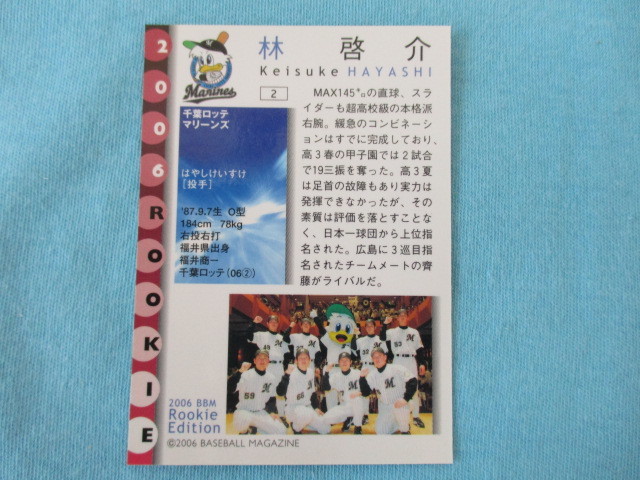 2006 ROOKIE
Marines
林 啓介
Keisuke HAYASHI
2
千葉ロッテ
マリーンズ
はやしけいすけ
[投手]
'87.9.7生 O型
184cm 78kg
右投右打
福井県出身
福井商一
千葉ロッテ(06②)
MAX145㌔の直球、スラ
イダーも超高校級の本格派
右腕。緩急のコンビネーシ
ョンはすでに完成しており、
高3春の甲子園では2試合
で19三振を奪った。高3夏
は足首の故障もあり実力は
発揮できなかったが、その
素質は評価を落とすことな
く、日本一球団から上位指
名された。広島に3巡目指
名されたチームメートの齊
藤がライバルだ。
59
66
49
32
53
2006 BBM
Rookie
Edition
©2006 BASEBALL MAGAZINE